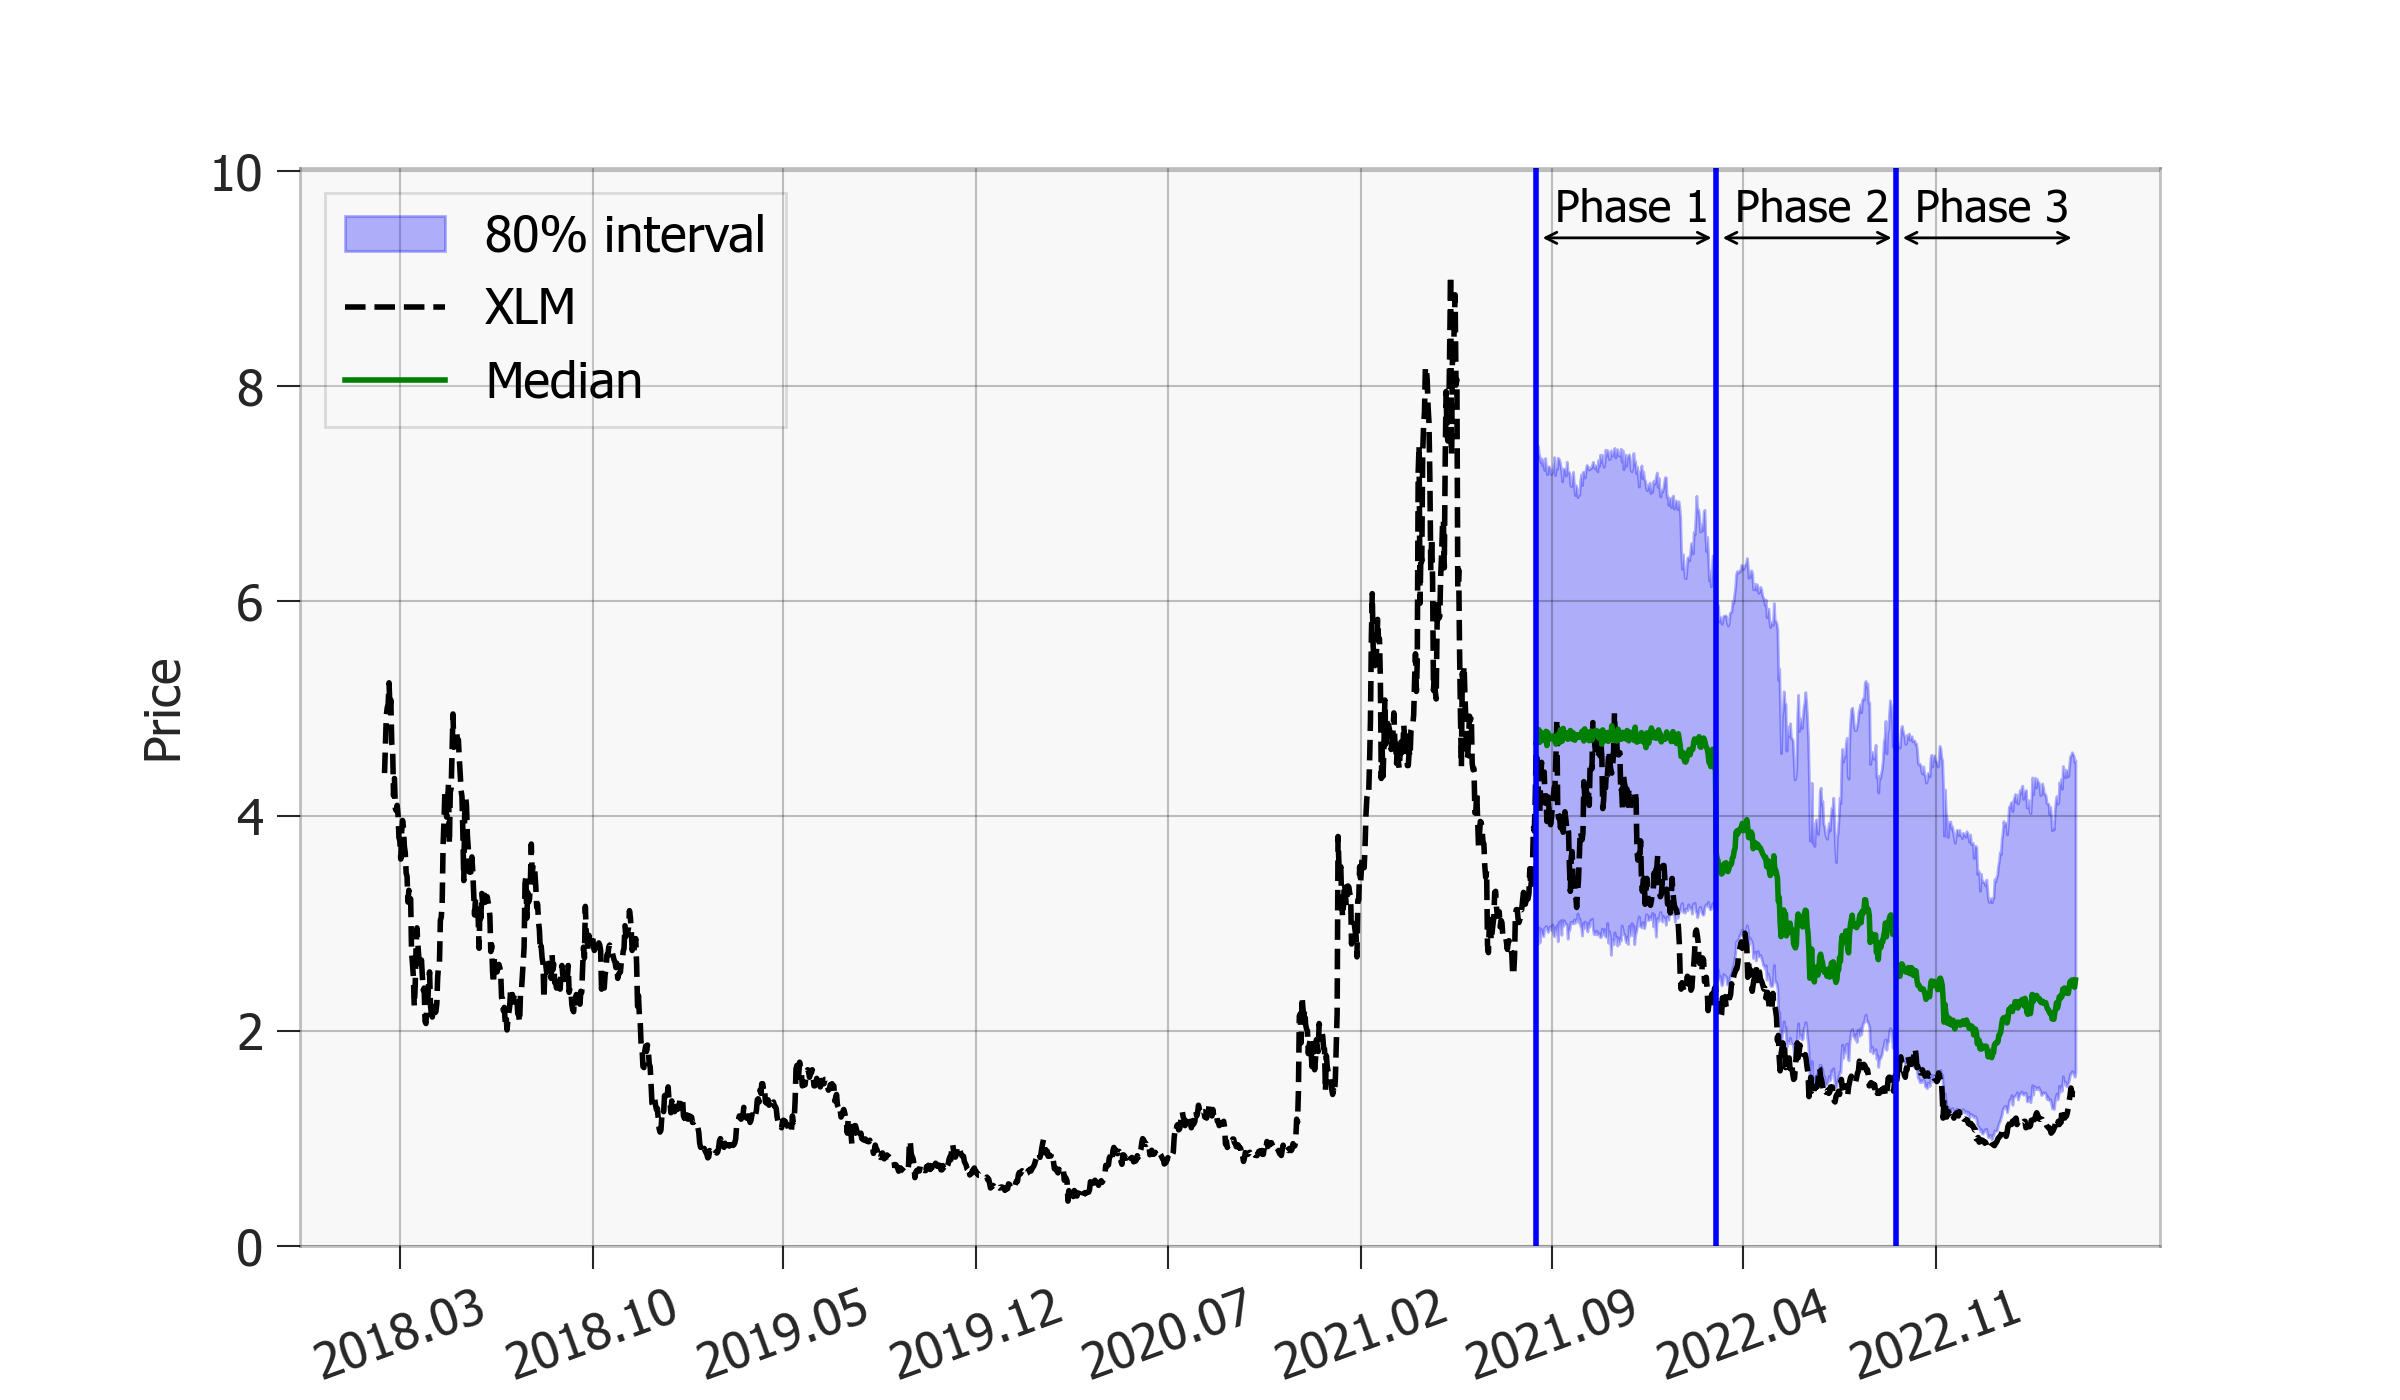 10
8
6
4
2
0
Price
80% interval
XLM
Median
Phase 1
Phase 2
Phase 3
2018.03
2018.10
2019.05
2019.12
2020.07
2021.02
2021.09
2022.04
2022.11